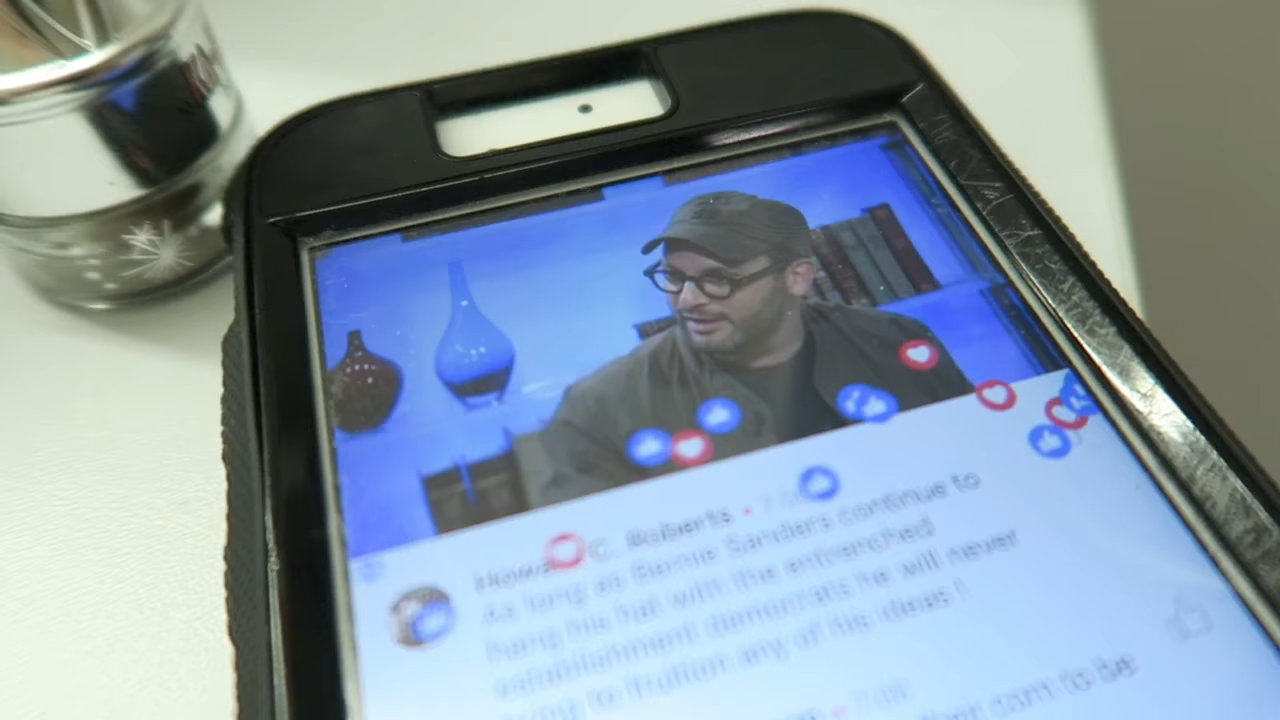 C. Roberts
As long as Bernie Sanders continue to
hang his hat with the entrenched
establishment democrats he will never
bring to fruition any of his ideas !